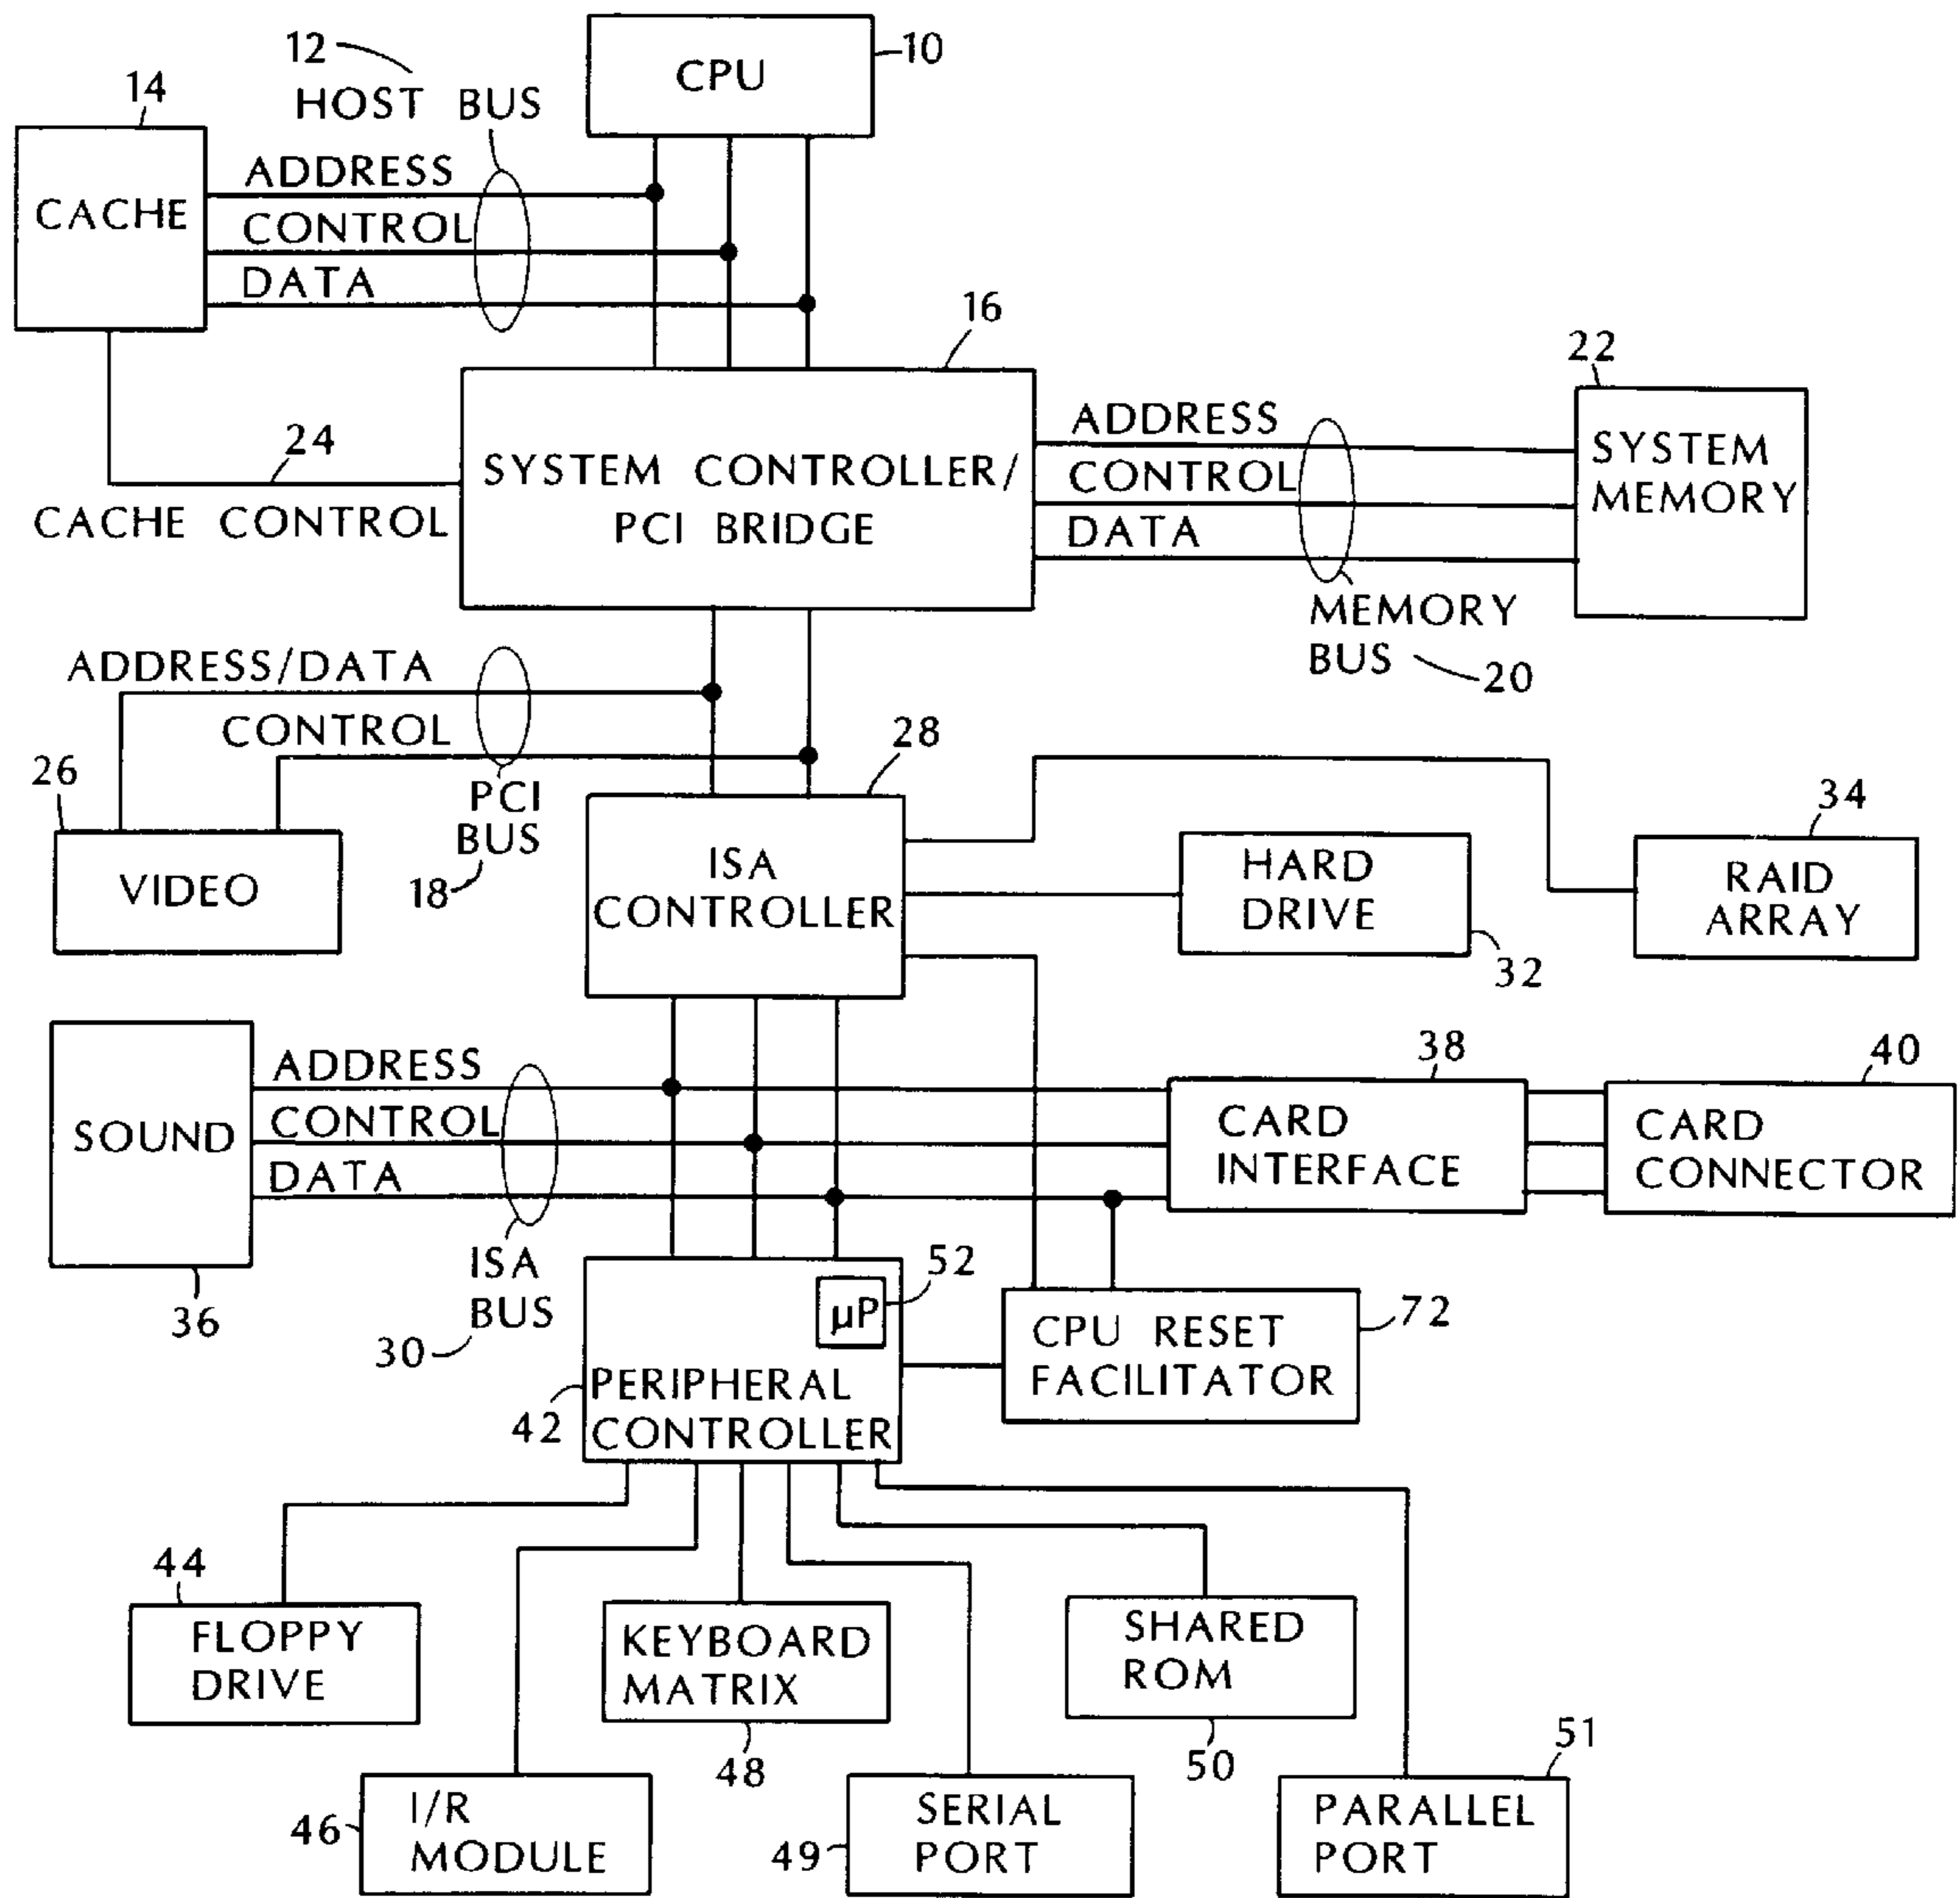 12
10
CPU
14
HOST BUS
ADDRESS
CACHE
CONTROL
DATA
16
22
ADDRESS
SYSTEM
MEMORY
24
SYSTEM CONTROLLER/
PCI BRIDGE
CONTROL
CACHE CONTROL
DATA
MEMORY
BUS
20
ADDRESS/DATA
CONTROL
28
26
PCI
BUS
18
34
VIDEO
ISA
CONTROLLER
HARD
DRIVE
32
RAID
ARRAY
38
40
ADDRESS
SOUND
CONTROL
DATA
CARD
INTERFACE
CARD
CONNECTOR
36
ISA
BUS
30
52
µP
72
CPU RESET
FACILITATOR
PERIPHERAL
CONTROLLER
42
44
FLOPPY
DRIVE
KEYBOARD
MATRIX
48
SHARED
ROM
50
51
46
I/R
MODULE
49
SERIAL
PORT
PARALLEL
PORT